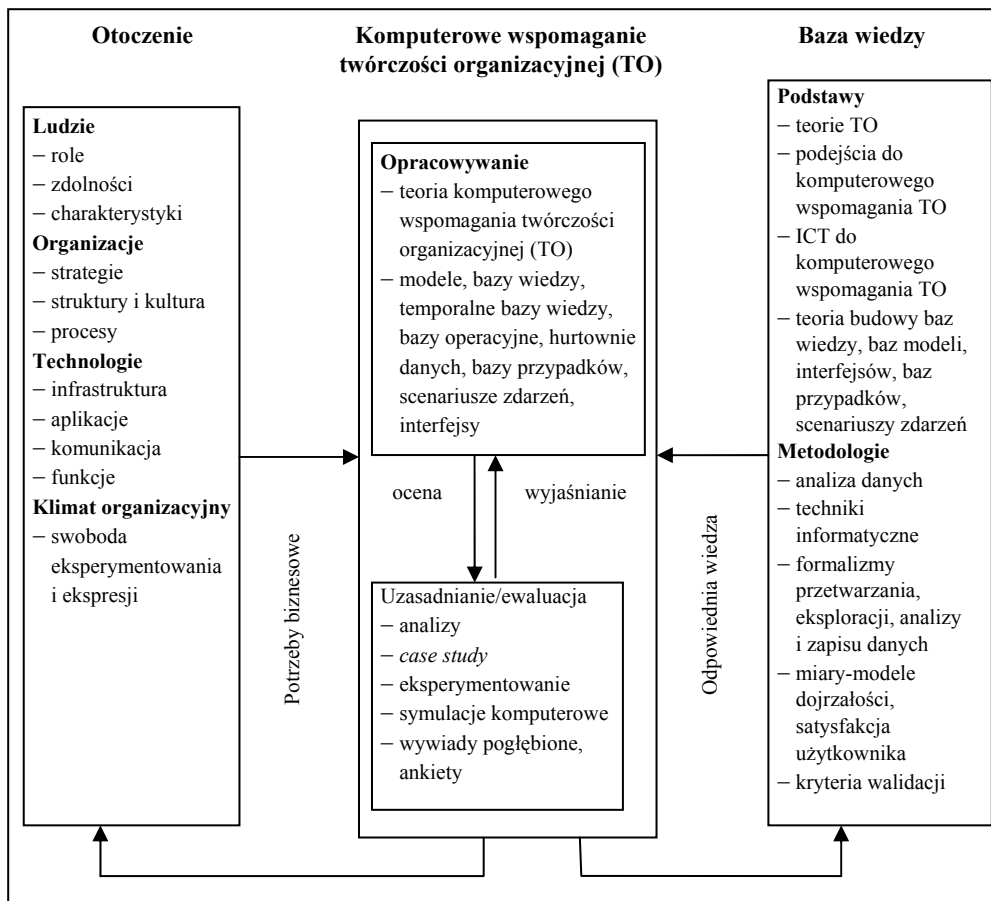 Otoczenie
Ludzie
– role
– zdolności
– charakterystyki
Organizacje
– strategie
– struktury i kultura
– procesy
Technologie
– infrastruktura
– aplikacje
– komunikacja
– funkcje
Klimat organizacyjny
– swoboda
eksperymentowania
i ekspresji
Potrzeby biznesowe
Komputerowe wspomaganie
twórczości organizacyjnej (TO)
Opracowywanie
– teoria komputerowego
wspomagania twórczości
organizacyjnej (TO)
– modele, bazy wiedzy,
temporalne bazy wiedzy,
bazy operacyjne, hurtownie
danych, bazy przypadków,
scenariusze zdarzeń,
interfejsy
ocena
wyjaśnianie
Uzasadnianie/ewaluacja
– analizy
– case study
– eksperymentowanie
– symulacje komputerowe
– wywiady pogłębione,
ankiety
Odpowiednia wiedza
Baza wiedzy
Podstawy
– teorie TO
– podejścia do
komputerowego
wspomagania TO
– ICT do
komputerowego
wspomagania TO
– teoria budowy baz
wiedzy, baz modeli,
interfejsów, baz
przypadków,
scenariuszy zdarzeń
Metodologie
– analiza danych
– techniki
informatyczne
– formalizmy
przetwarzania,
eksploracji, analizy
i zapisu danych
– miary-modele
dojrzałości,
satysfakcja
użytkownika
– kryteria walidacji